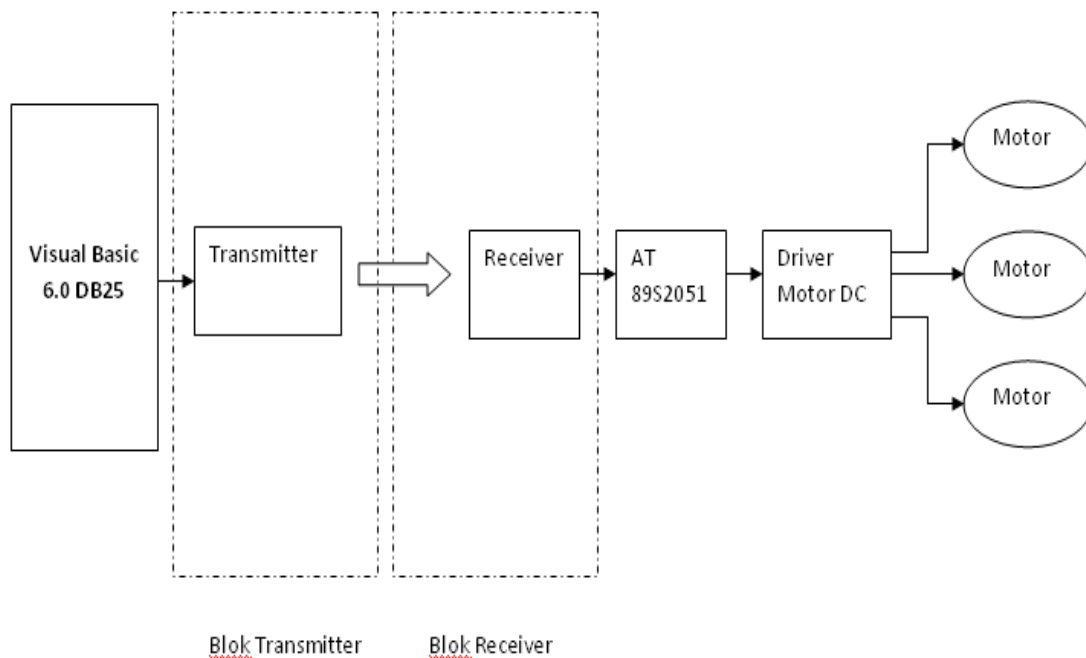 Visual Basic
6.0 DB25
Transmitter
Receiver
AT
89S2051
Driver
Motor DC
Motor
Motor
Motor
Blok Transmitter
Blok Receiver